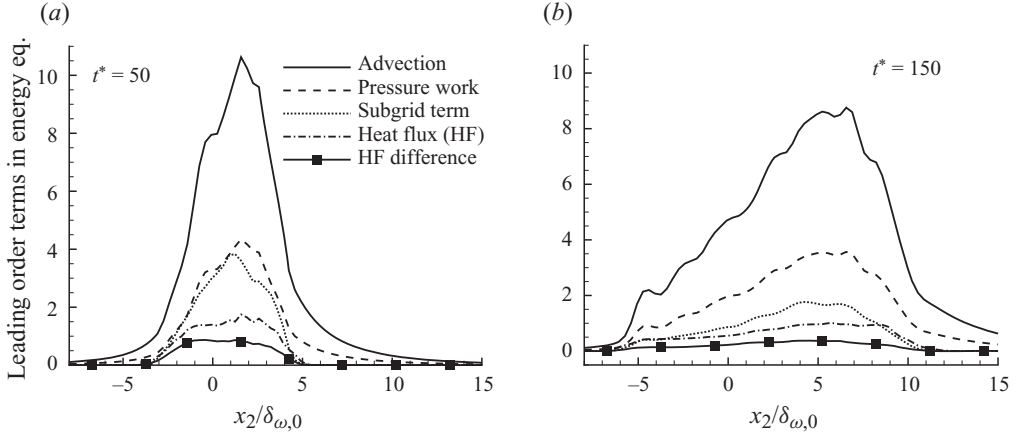 (a)
(b)
Leading order terms in energy eq.
t* = 50
Advection
Pressure work
Subgrid term
Heat flux (HF)
HF difference
10
8
6
4
2
0
–5
0
5
10
15
x₂/δω,0
t* = 150
10
8
6
4
2
0
–5
0
5
10
15
x₂/δω,0